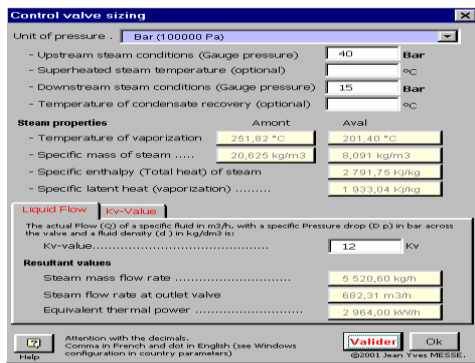 Control valve sizing
Unit of pressure . Bar (100000 Pa)
- Upstream steam conditions (Gauge pressure) 40 Bar
- Superheated steam temperature (optional) °C
- Downstream steam conditions (Gauge pressure) 15 Bar
- Temperature of condensate recovery (optional) °C
Steam properties Amont Aval
- Temperature of vaporization 251,82 °C 201,40 °C
- Specific mass of steam ..... 20,625 kg/m3 8,091 kg/m3
- Specific enthalpy (Total heat) of steam 2 791,75 Kj/kg
- Specific latent heat (vaporization) ......... 1 933,04 Kj/kg
Liquid Flow Kv-Value
The actual Flow (Q) of a specific fluid in m3/h, with a specific Pressure drop (D p) in bar across
the valve and a fluid density (d ) in kg/dm3 is:
Kv-value............................................. 12 Kv
Resultant values
Steam mass flow rate ............................. 5 520,60 kg/h
Steam flow rate at outlet valve 682,31 m3/h
Equivalent thermal power ....................... 2 964,00 kW/h
Help
Attention with the decimals.
Comma in French and dot in English (see Windows
configuration in country parameters)
Valider Ok
©2001 Jean Yves MESSE.